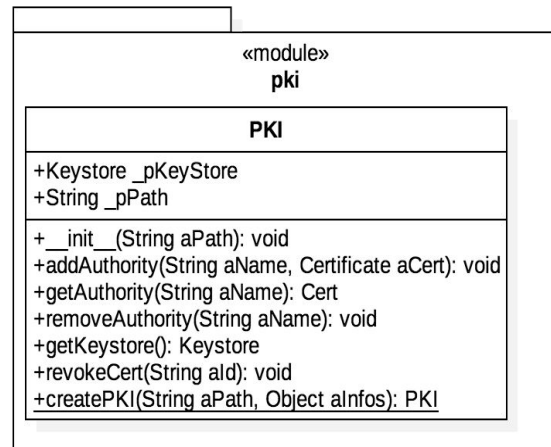 «module»
pki
PKI
+Keystore _pKeyStore
+String _pPath
+__init__(String aPath): void
+addAuthority(String aName, Certificate aCert): void
+getAuthority(String aName): Cert
+removeAuthority(String aName): void
+getKeystore(): Keystore
+revokeCert(String aId): void
+createPKI(String aPath, Object aInfos): PKI